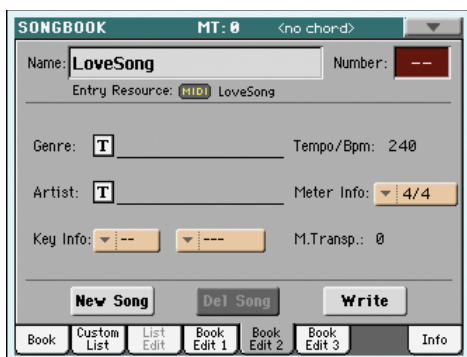 SONGBOOK MT: 0 <no chord>
Name: LoveSong Number: --
Entry Resource: MIDI LoveSong
Genre: T Tempo/Bpm: 240
Artist: T Meter Info: 4/4
Key Info: -- --- M.Transp.: 0
New Song Del Song Write
Book Custom List List Edit Book Edit 1 Book Edit 2 Book Edit 3 Info